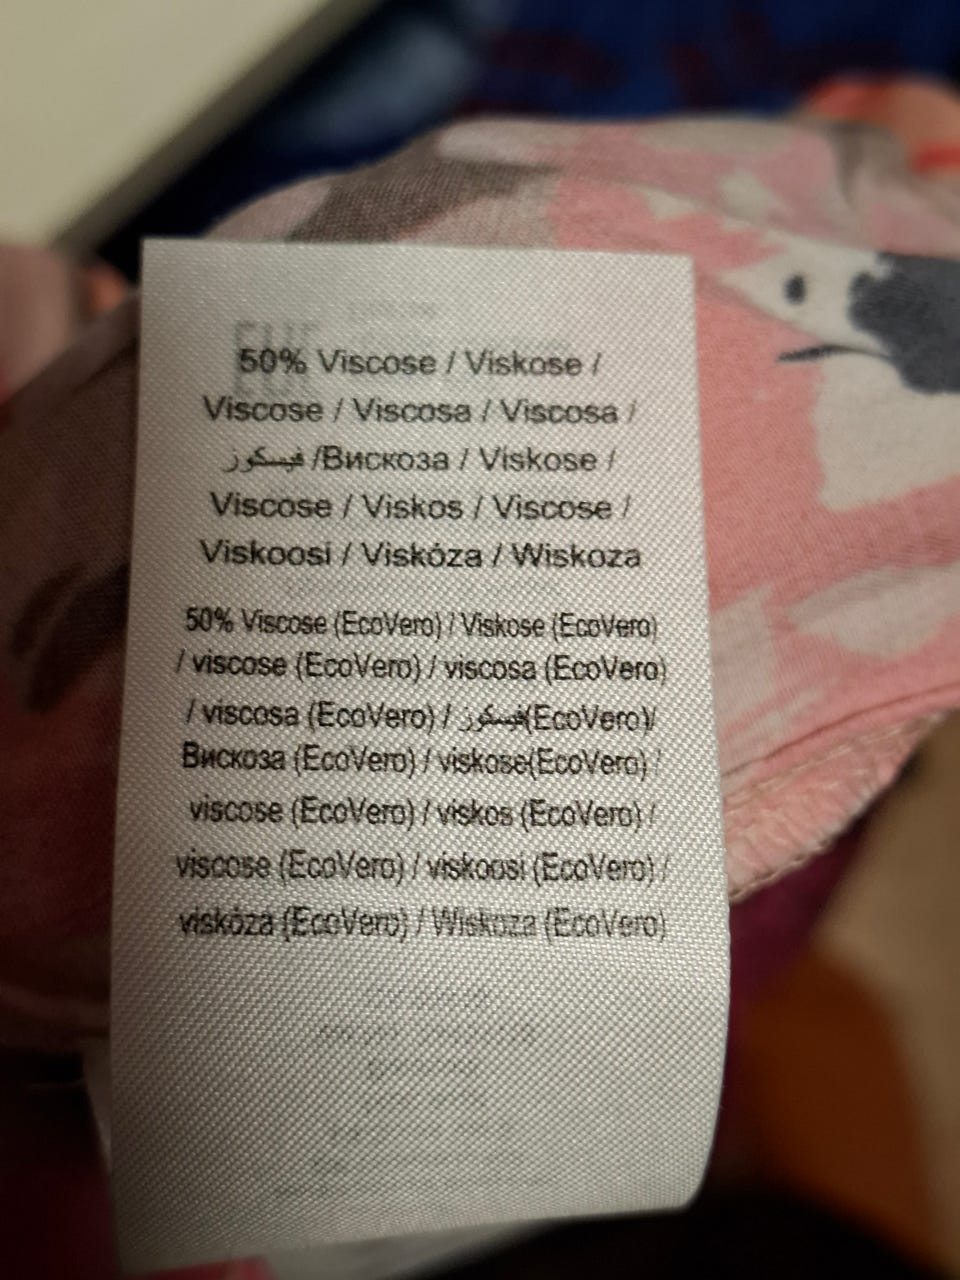 50% Viscose / Viskose /
Viscose / Viscosa / Viscosa /
فيسكوز /Вискоза / Viskose /
Viscose / Viskos / Viscose /
Viskoosi / Viskóza / Wiskoza
50% Viscose (EcoVero) / Viskose (EcoVero)
/ viscose (EcoVero) / viscosa (EcoVero)
/ viscosa (EcoVero) / فيسكوز(EcoVero)/
Вискоза (EcoVero) / viskose(EcoVero) /
viscose (EcoVero) / viskos (EcoVero) /
viscose (EcoVero) / viskoosi (EcoVero) /
viskóza (EcoVero) / Wiskoza (EcoVero)